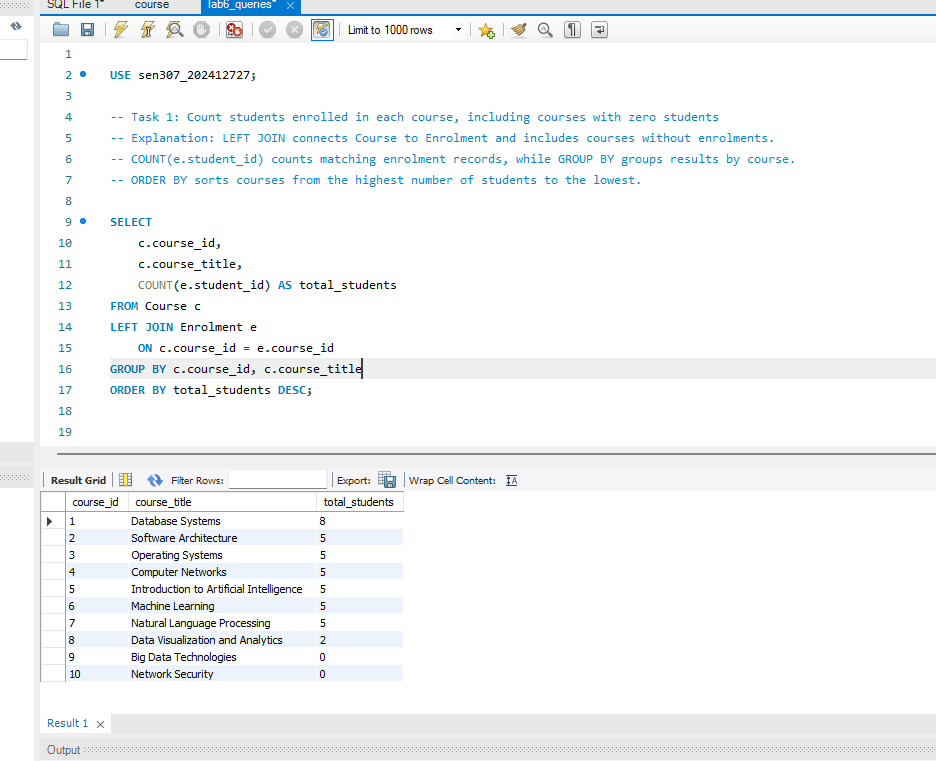 SQL File 1* course lab6_queries*
Limit to 1000 rows
1
2 USE sen307_202412727;
3
4 -- Task 1: Count students enrolled in each course, including courses with zero students
5 -- Explanation: LEFT JOIN connects Course to Enrolment and includes courses without enrolments.
6 -- COUNT(e.student_id) counts matching enrolment records, while GROUP BY groups results by course.
7 -- ORDER BY sorts courses from the highest number of students to the lowest.
8
9 SELECT
10 c.course_id,
11 c.course_title,
12 COUNT(e.student_id) AS total_students
13 FROM Course c
14 LEFT JOIN Enrolment e
15 ON c.course_id = e.course_id
16 GROUP BY c.course_id, c.course_title
17 ORDER BY total_students DESC;
18
19
Result Grid Filter Rows: Export: Wrap Cell Content:
course_id course_title total_students
1 Database Systems 8
2 Software Architecture 5
3 Operating Systems 5
4 Computer Networks 5
5 Introduction to Artificial Intelligence 5
6 Machine Learning 5
7 Natural Language Processing 5
8 Data Visualization and Analytics 2
9 Big Data Technologies 0
10 Network Security 0
Result 1
Output